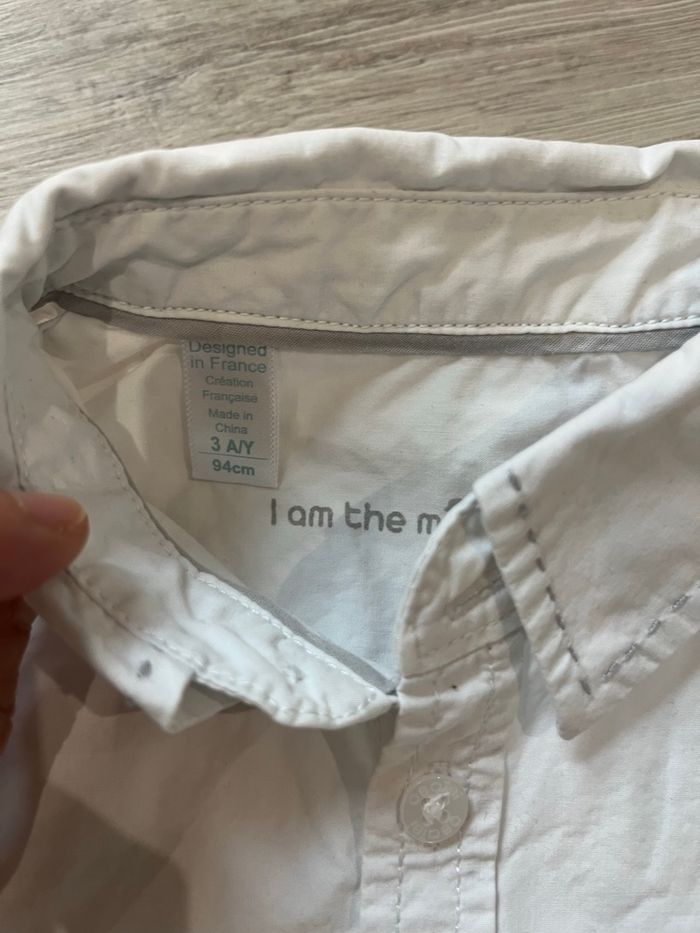 Designed
in France
Création
Française
Made in
China
3 A/Y
94cm
I am the